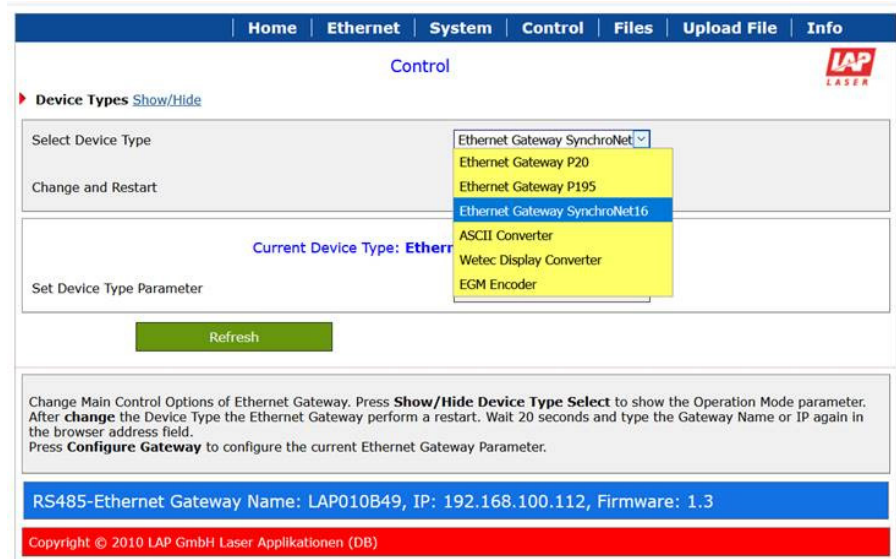 Home | Ethernet | System | Control | Files | Upload File | Info
Control
LAP
LASER
Device Types Show/Hide
Select Device Type
Ethernet Gateway SynchroNet
Ethernet Gateway P20
Change and Restart
Ethernet Gateway P195
Ethernet Gateway SynchroNet16
ASCII Converter
Current Device Type: Ethern
Wetec Display Converter
Set Device Type Parameter
EGM Encoder
Refresh
Change Main Control Options of Ethernet Gateway. Press Show/Hide Device Type Select to show the Operation Mode parameter.
After change the Device Type the Ethernet Gateway perform a restart. Wait 20 seconds and type the Gateway Name or IP again in
the browser address field.
Press Configure Gateway to configure the current Ethernet Gateway Parameter.
RS485-Ethernet Gateway Name: LAP010B49, IP: 192.168.100.112, Firmware: 1.3
Copyright © 2010 LAP GmbH Laser Applikationen (DB)